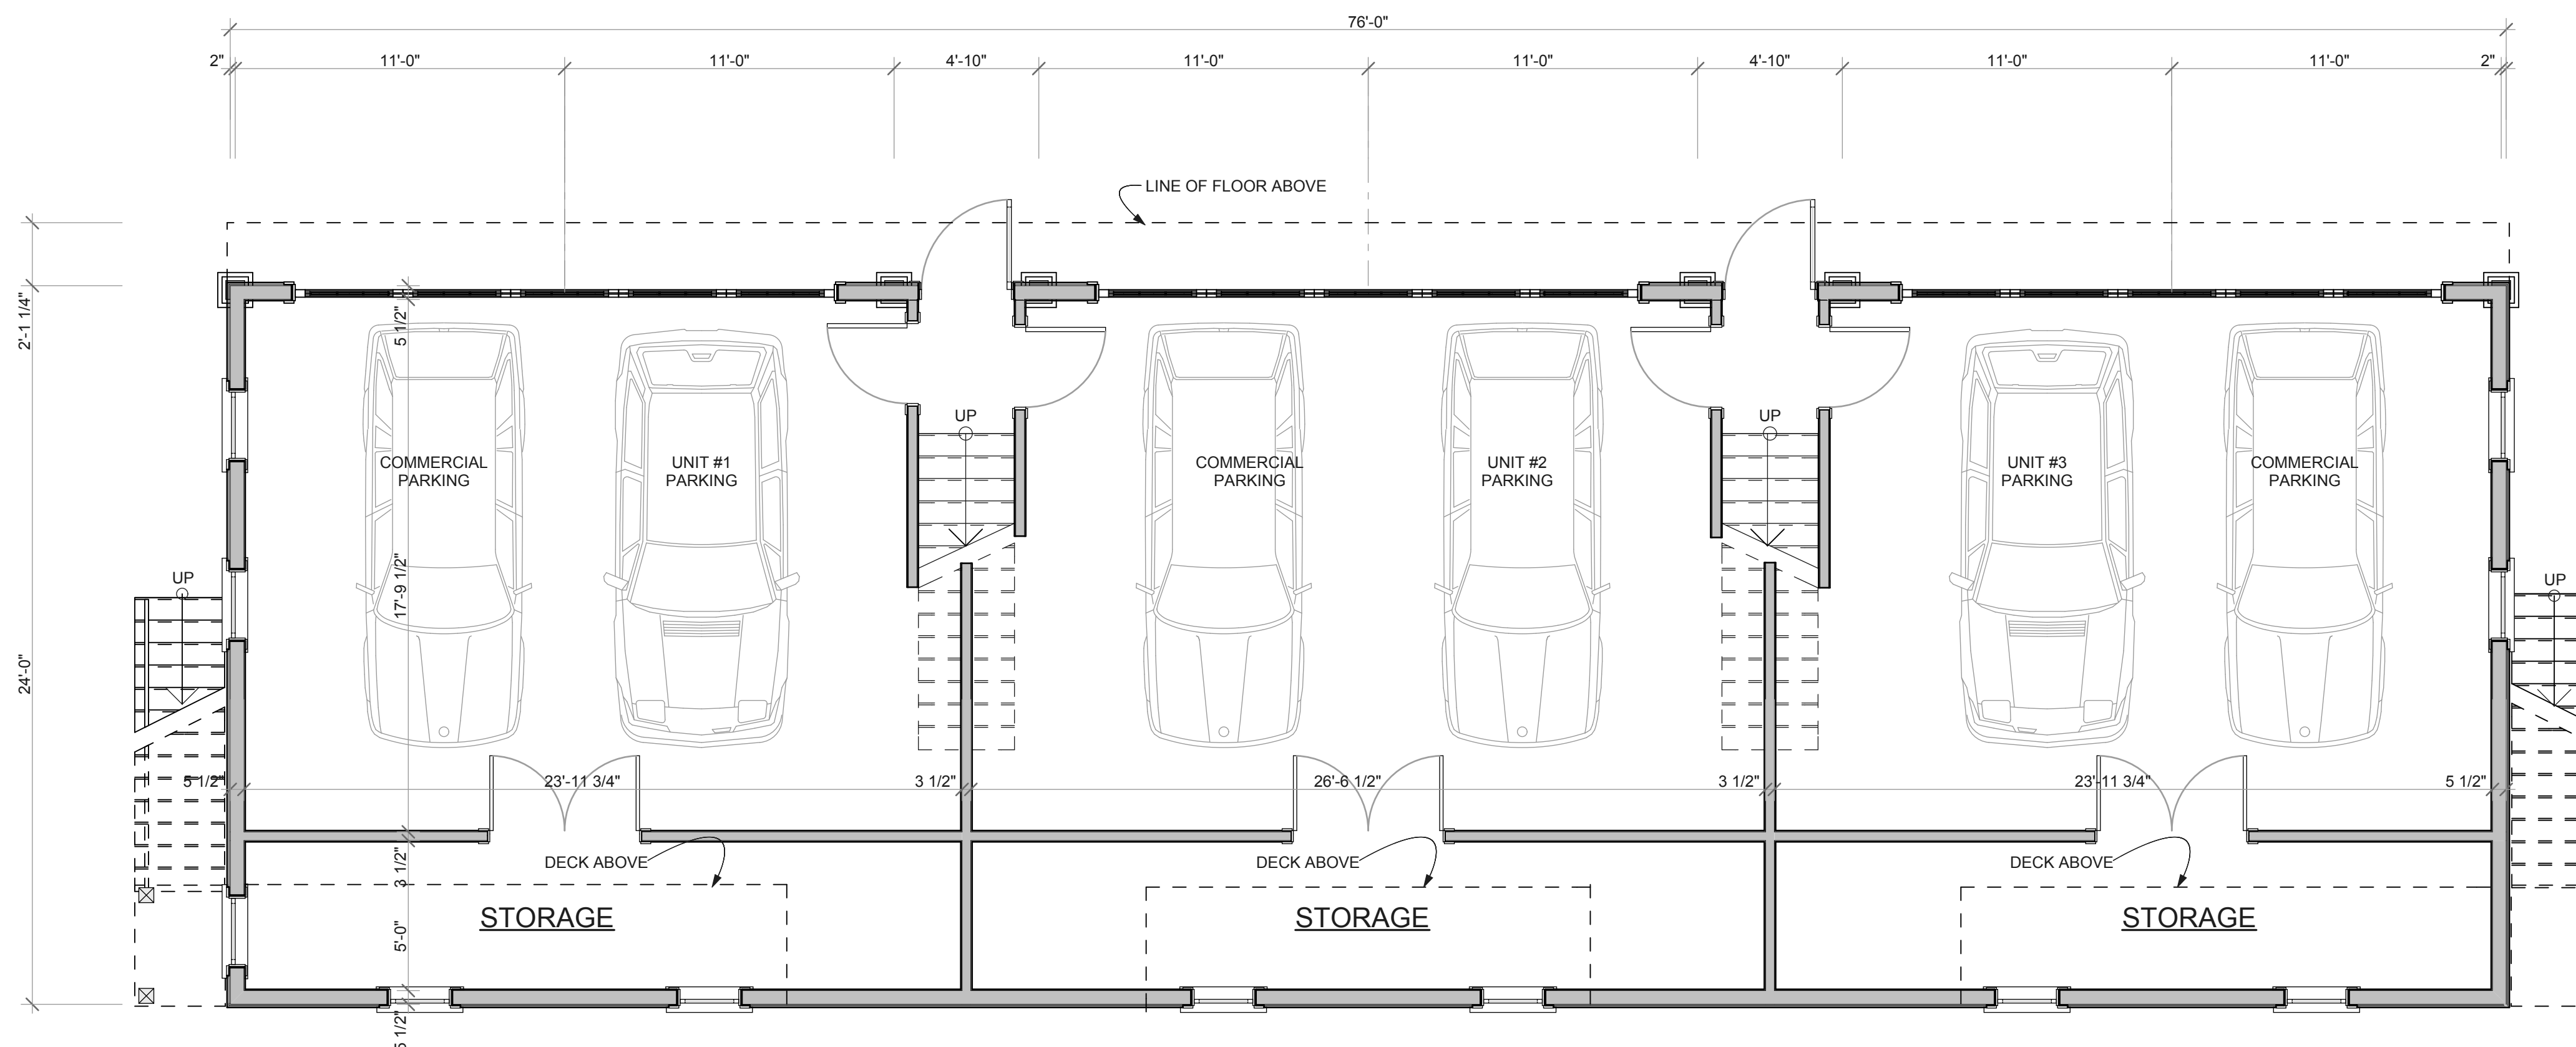 76'-0"
2" 11'-0" 11'-0" 4'-10" 11'-0" 11'-0" 4'-10" 11'-0" 11'-0" 2"
LINE OF FLOOR ABOVE
2'-1 1/4"
5 1/2"
UP
UP
COMMERCIAL
PARKING
UNIT #1
PARKING
COMMERCIAL
PARKING
UNIT #2
PARKING
UNIT #3
PARKING
COMMERCIAL
PARKING
UP
17'-9 1/2"
UP
24'-0"
5 1/2" 23'-11 3/4" 3 1/2" 26'-6 1/2" 3 1/2" 23'-11 3/4" 5 1/2"
3 1/2"
DECK ABOVE
DECK ABOVE
DECK ABOVE
STORAGE
STORAGE
STORAGE
5'-0"
5 1/2"